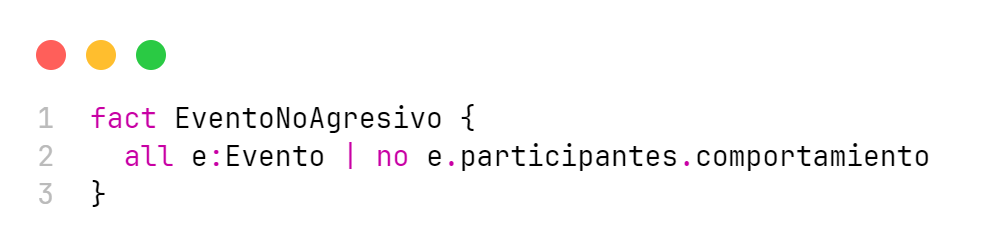 1 fact EventoNoAgresivo {
2   all e:Evento | no e.participantes.comportamiento
3 }